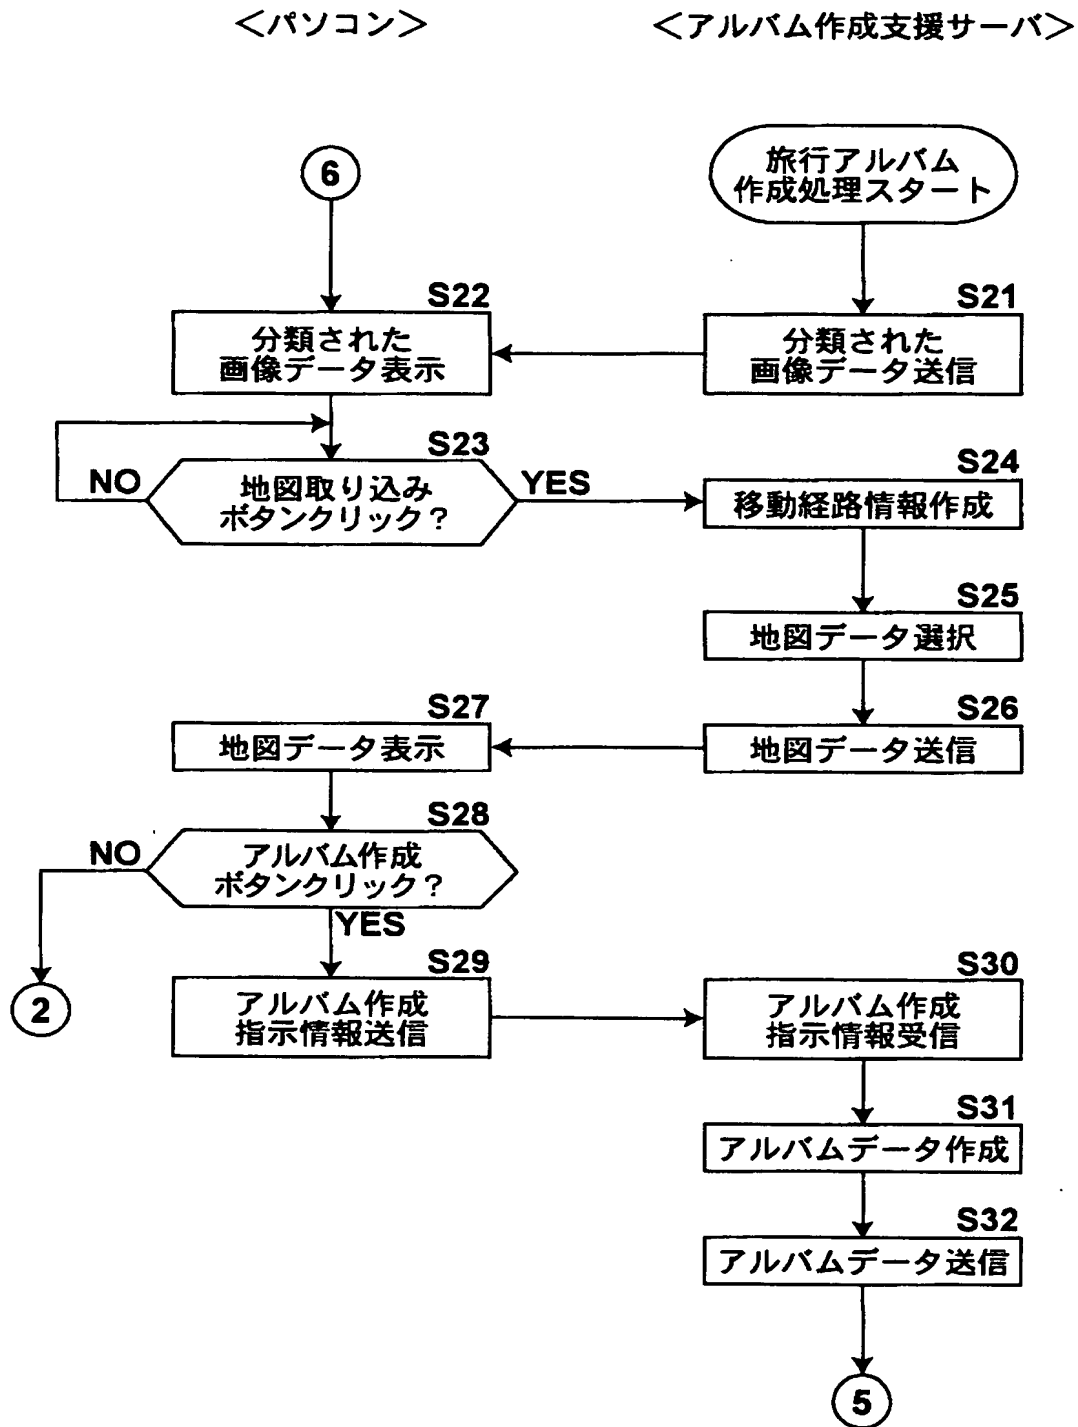 ＜パソコン＞
＜アルバム作成支援サーバ＞
6
旅行アルバム
作成処理スタート
S22
分類された
画像データ表示
S21
分類された
画像データ送信
S23
NO
地図取り込み
ボタンクリック？
YES
S24
移動経路情報作成
S25
地図データ選択
S27
地図データ表示
S26
地図データ送信
S28
NO
アルバム作成
ボタンクリック？
YES
2
S29
アルバム作成
指示情報送信
S30
アルバム作成
指示情報受信
S31
アルバムデータ作成
S32
アルバムデータ送信
5